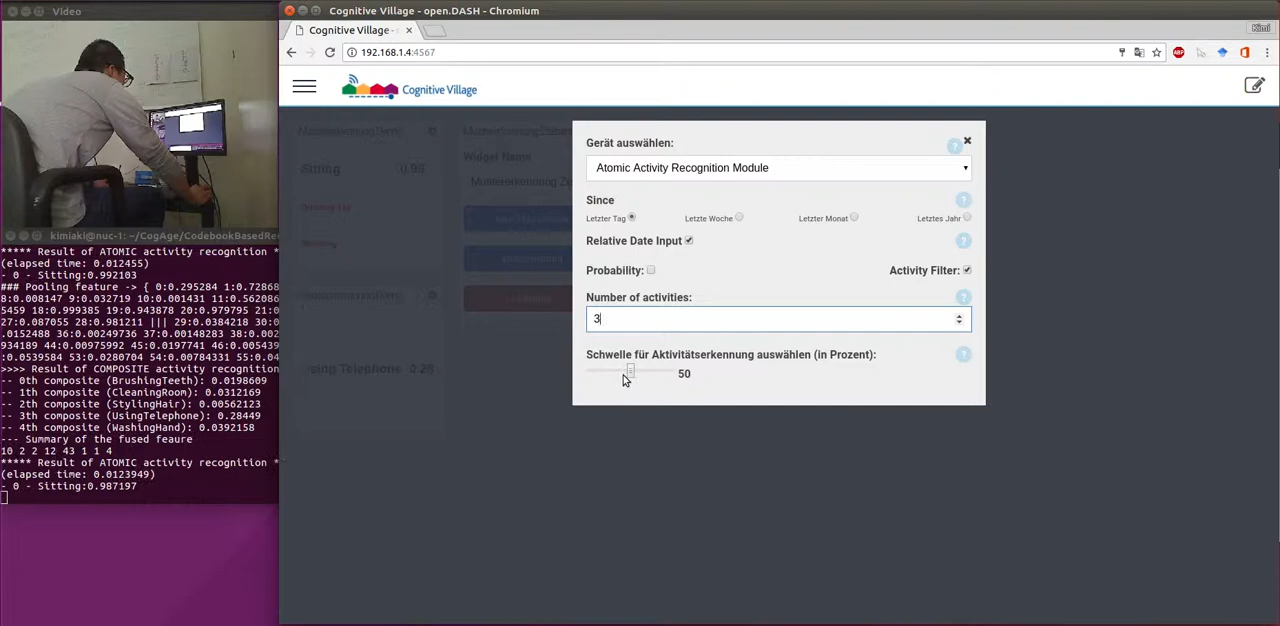 Video
Cognitive Village - open.DASH - Chromium
Cognitive Village -
Kimi
192.168.1.4:4567
ABP
Cognitive Village
Sitting 0.98
Widget Name
Using Telephone 0.28
Gerät auswählen:
?
Atomic Activity Recognition Module
Since
?
Letzter Tag Letzte Woche Letzter Monat Letztes Jahr
Relative Date Input
?
Probability: Activity Filter:
Number of activities:
?
3
Schwelle für Aktivitätserkennung auswählen (in Prozent):
?
50
kimiaki@nuc-1: ~/CogAge/CodebookBasedRec
***** Result of ATOMIC activity recognition *
(elapsed time: 0.012455)
- 0 - Sitting:0.992103
### Pooling feature -> { 0:0.295284 1:0.72868
8:0.008147 9:0.032719 10:0.001431 11:0.562086
5459 18:0.999385 19:0.943878 20:0.979795 21:0
27:0.087055 28:0.981211 ||| 29:0.0384218 30:0
.0152488 36:0.00249736 37:0.00148283 38:0.000
934189 44:0.00975992 45:0.0197741 46:0.005439
:0.0539584 53:0.0280704 54:0.00784331 55:0.04
>>>> Result of COMPOSITE activity recognition
-- 0th composite (BrushingTeeth): 0.0198609
-- 1th composite (CleaningRoom): 0.0312169
-- 2th composite (StylingHair): 0.00562123
-- 3th composite (UsingTelephone): 0.28449
-- 4th composite (WashingHand): 0.0392158
--- Summary of the fused feaure
10 2 2 12 43 1 1 4
***** Result of ATOMIC activity recognition *
(elapsed time: 0.0123949)
- 0 - Sitting:0.987197